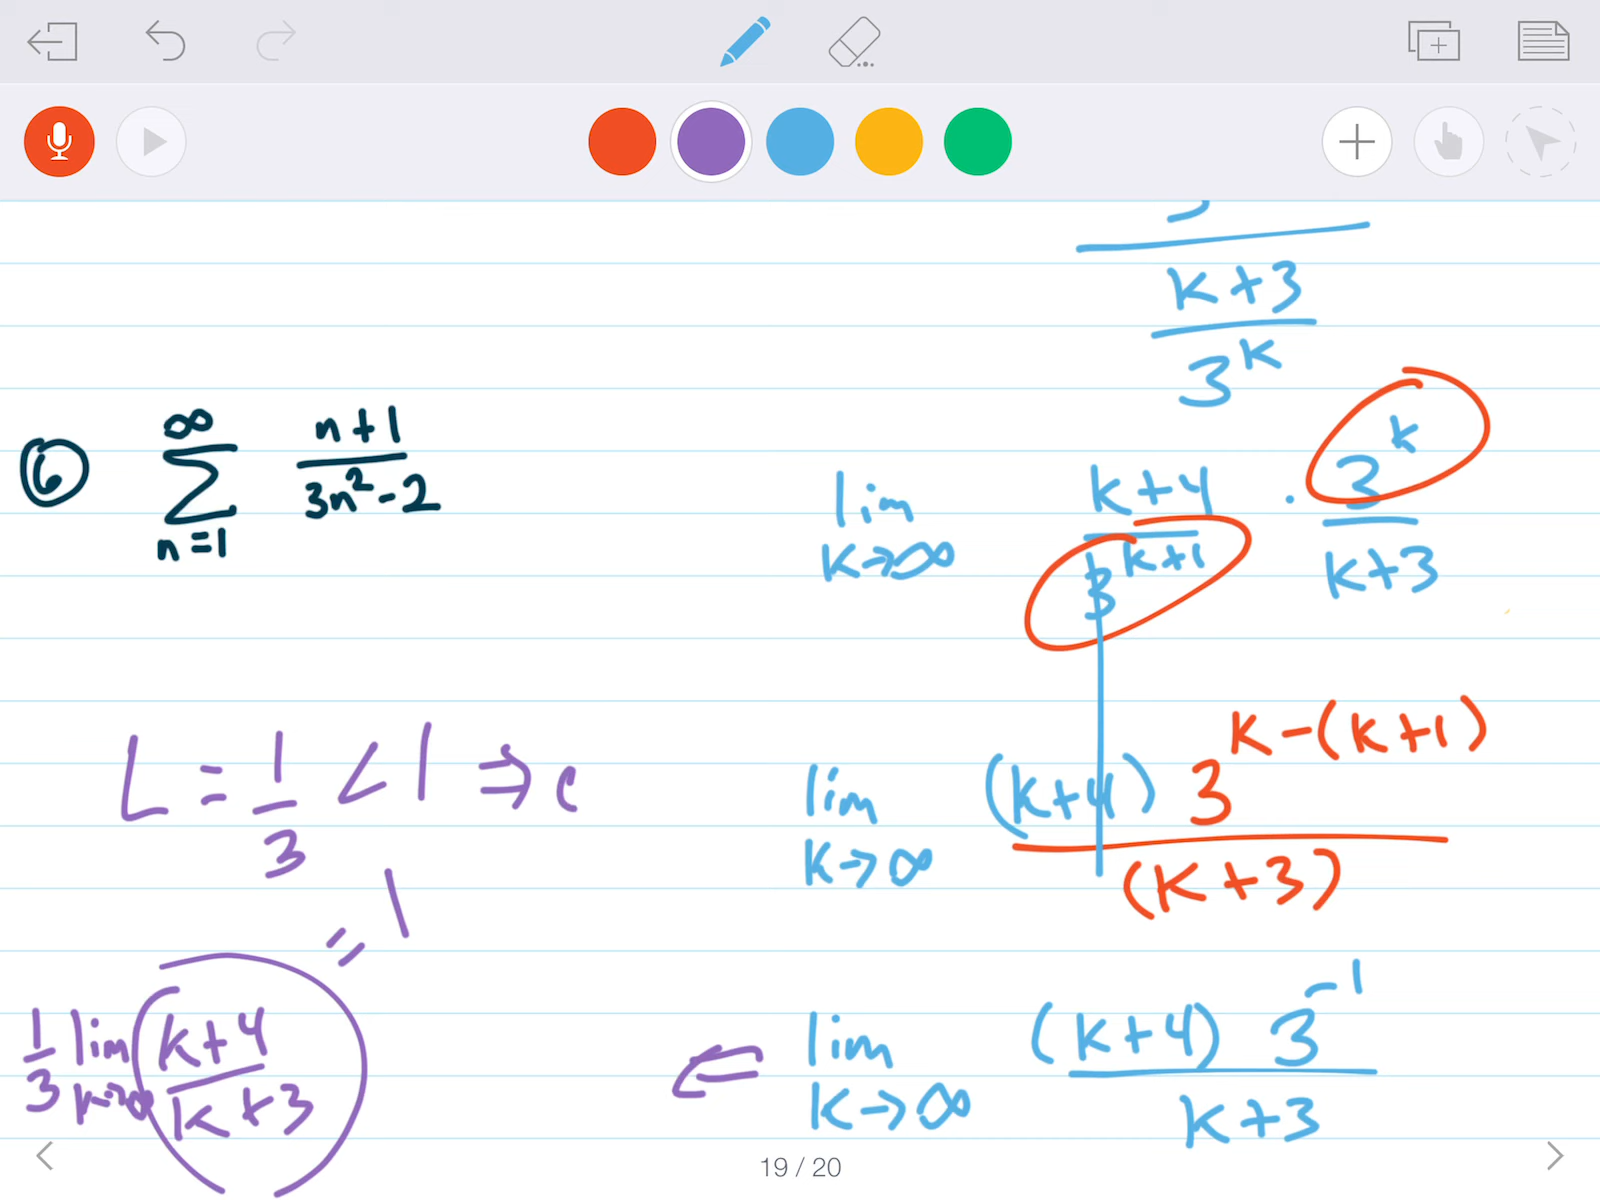 k+3
3^k
⑥ ∞ Σ n=1 n+1 / 3n²-2
lim k→∞ k+4 / 3^k+1 · 3^k / k+3
L = 1/3 < 1 ⇒ c
lim k→∞ (k+4) 3^k-(k+1) / (k+3)
= 1
1/3 lim k→∞ (k+4 / k+3
⇐ lim k→∞ (k+4) 3^-1 / k+3
19 / 20